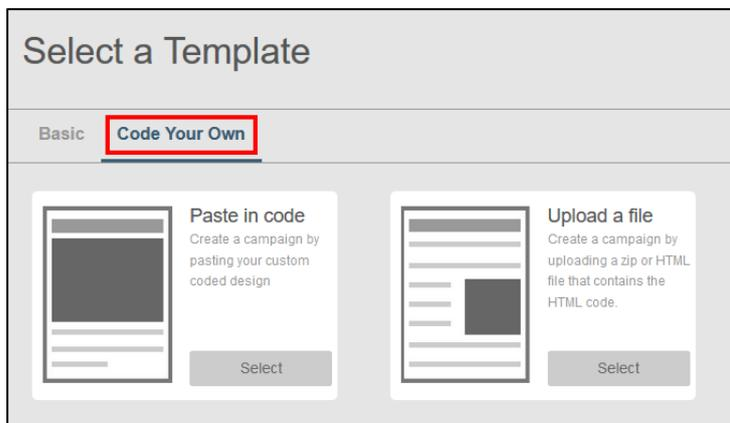 Select a Template
Basic Code Your Own
Paste in code
Create a campaign by
pasting your custom
coded design
Select
Upload a file
Create a campaign by
uploading a zip or HTML
file that contains the
HTML code.
Select